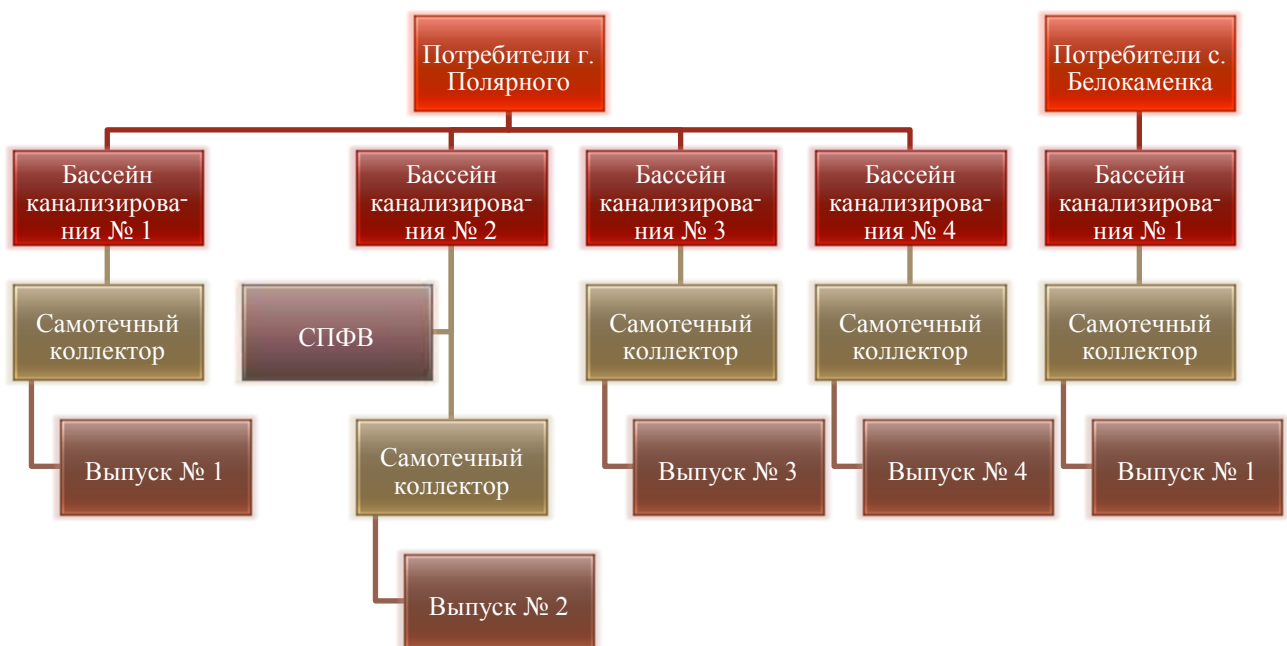 Потребители г.
Полярного
Потребители с.
Белокаменка
Бассейн
канализирова-
ния № 1
Бассейн
канализирова-
ния № 2
Бассейн
канализирова-
ния № 3
Бассейн
канализирова-
ния № 4
Бассейн
канализирова-
ния № 1
Самотечный
коллектор
СПФВ
Самотечный
коллектор
Самотечный
коллектор
Самотечный
коллектор
Выпуск № 1
Самотечный
коллектор
Выпуск № 3
Выпуск № 4
Выпуск № 1
Выпуск № 2